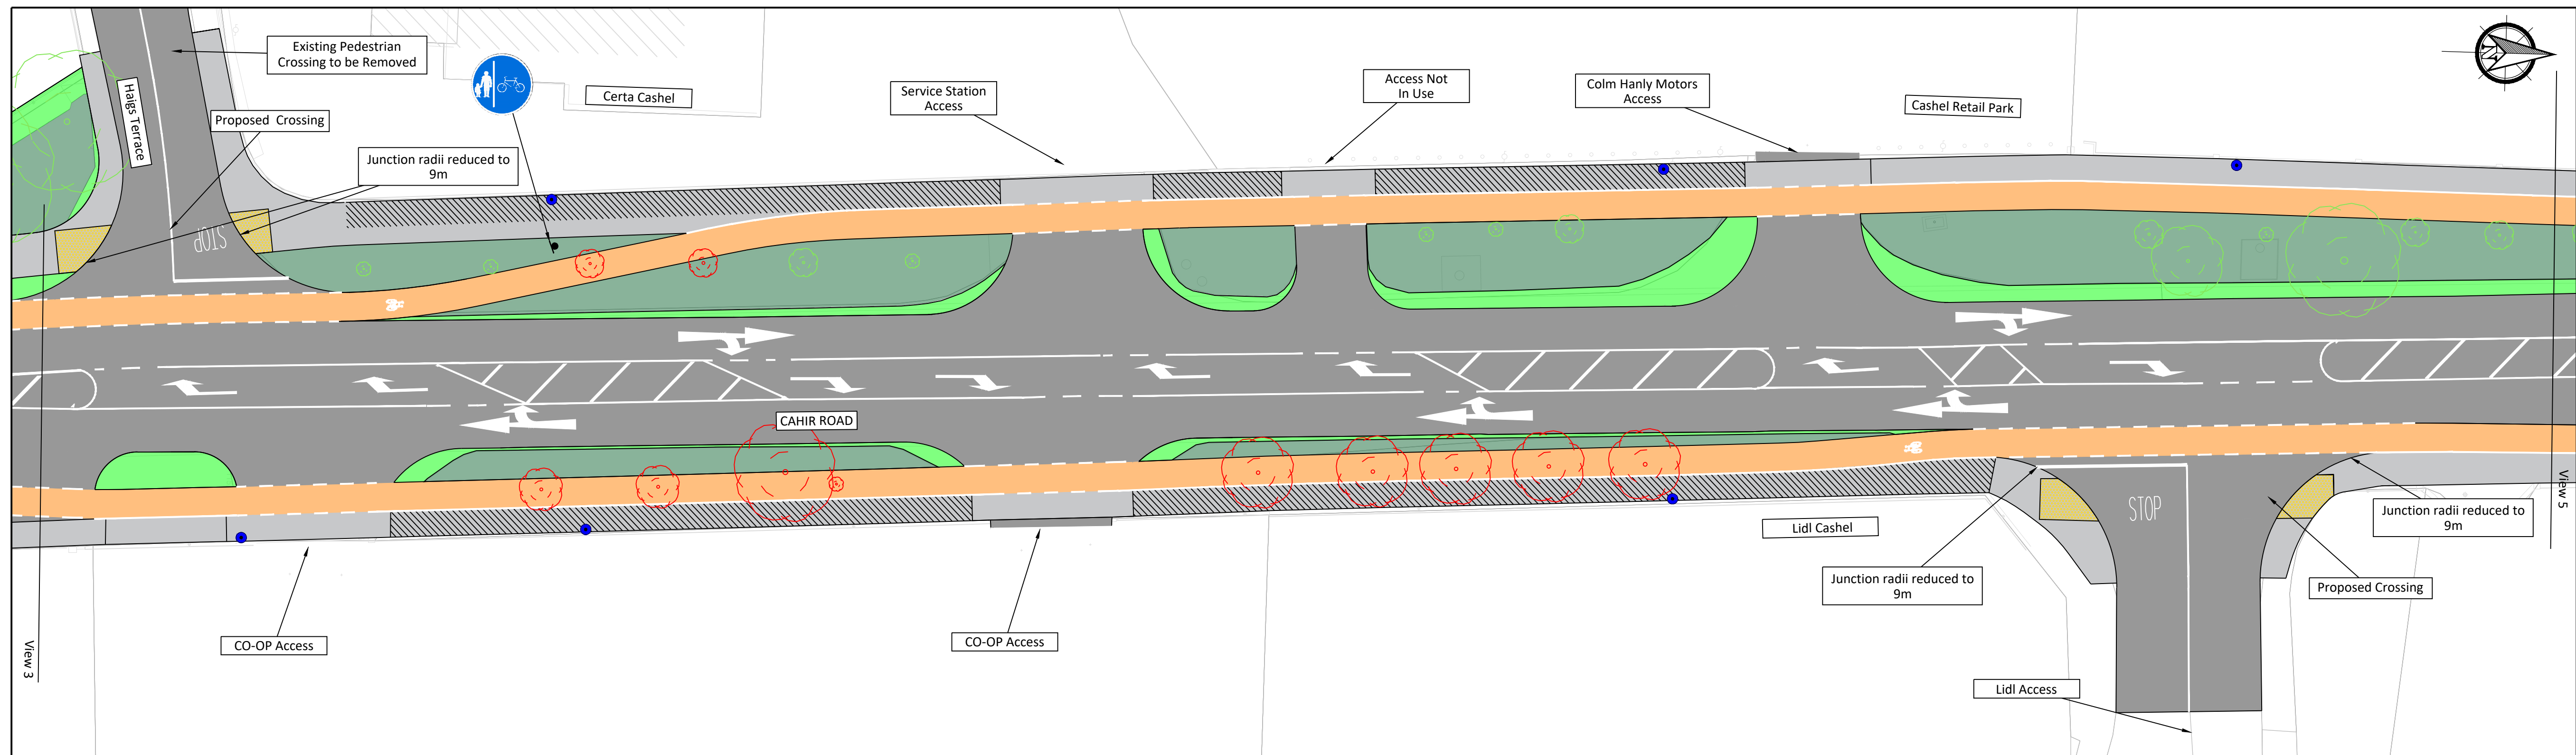 Existing Pedestrian
Crossing to be Removed
Haigs Terrace
Proposed Crossing
Junction radii reduced to
9m
STOP
Certa Cashel
Service Station
Access
Access Not
In Use
Colm Hanly Motors
Access
Cashel Retail Park
N
CAHIR ROAD
View 3
CO-OP Access
CO-OP Access
Lidl Cashel
Junction radii reduced to
9m
STOP
Junction radii reduced to
9m
Proposed Crossing
Lidl Access
View 5